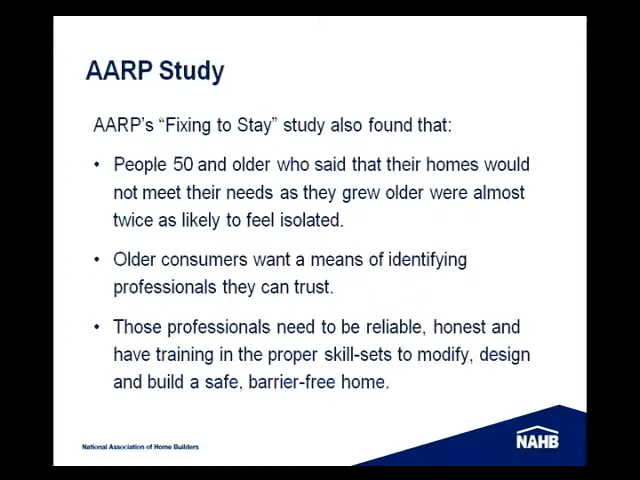 AARP Study
AARP's “Fixing to Stay” study also found that:
• People 50 and older who said that their homes would
not meet their needs as they grew older were almost
twice as likely to feel isolated.
• Older consumers want a means of identifying
professionals they can trust.
• Those professionals need to be reliable, honest and
have training in the proper skill-sets to modify, design
and build a safe, barrier-free home.
National Association of Home Builders
NAHB